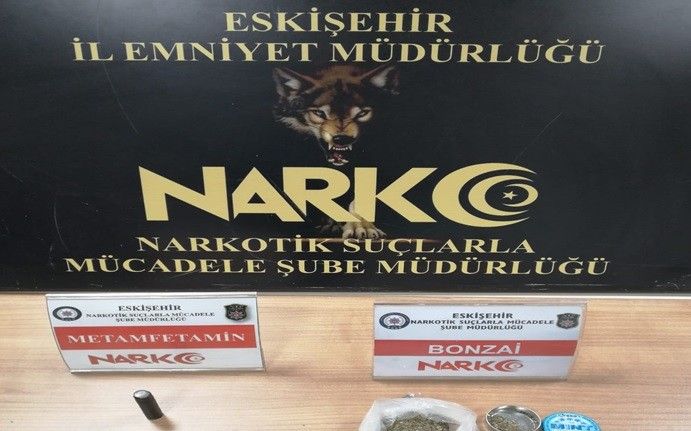 ESKİŞEHİR
İL EMNİYET MÜDÜRLÜĞÜ
NARKO
NARKOTİK SUÇLARLA
MÜCADELE ŞUBE MÜDÜRLÜĞÜ
ESKİŞEHİR
NARKOTİK SUÇLARLA MÜCADELE
ŞUBE MÜDÜRLÜĞÜ
METAMFETAMİN
NARKO
ESKİŞEHİR
NARKOTİK SUÇLARLA MÜCADELE
ŞUBE MÜDÜRLÜĞÜ
BONZAİ
NARKO